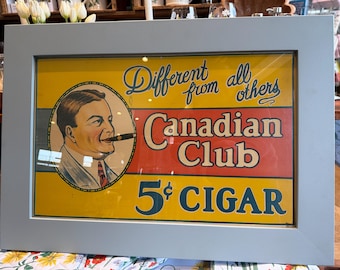 Different
from all
others
Canadian
Club
5¢ CIGAR